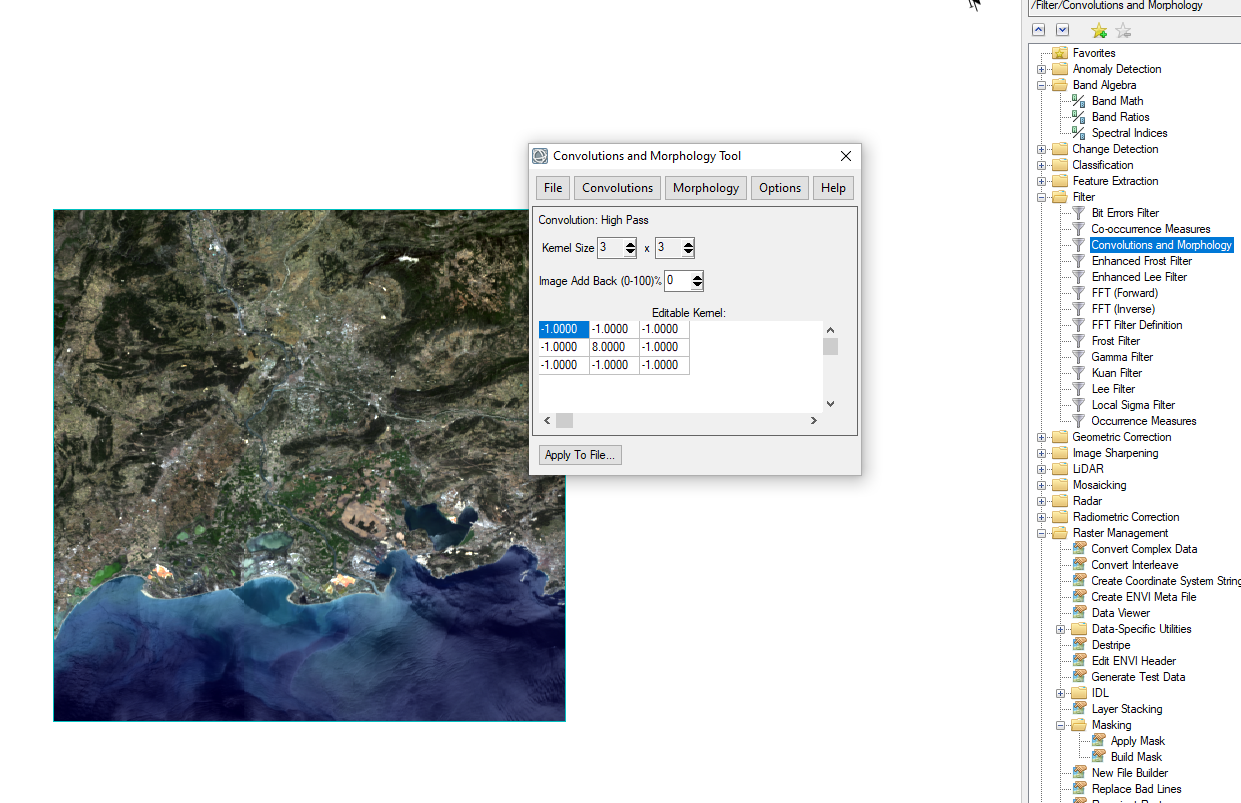 /Filter/Convolutions and Morphology
Favorites
Anomaly Detection
Band Algebra
Band Math
Band Ratios
Spectral Indices
Change Detection
Classification
Feature Extraction
Filter
Bit Errors Filter
Co-occurrence Measures
Convolutions and Morphology
Enhanced Frost Filter
Enhanced Lee Filter
FFT (Forward)
FFT (Inverse)
FFT Filter Definition
Frost Filter
Gamma Filter
Kuan Filter
Lee Filter
Local Sigma Filter
Occurrence Measures
Geometric Correction
Image Sharpening
LiDAR
Mosaicking
Radar
Radiometric Correction
Raster Management
Convert Complex Data
Convert Interleave
Create Coordinate System String
Create ENVI Meta File
Data Viewer
Data-Specific Utilities
Destripe
Edit ENVI Header
Generate Test Data
IDL
Layer Stacking
Masking
Apply Mask
Build Mask
New File Builder
Replace Bad Lines
Convolutions and Morphology Tool
File Convolutions Morphology Options Help
Convolution: High Pass
Kernel Size 3 x 3
Image Add Back (0-100)% 0
Editable Kernel:
-1.0000 -1.0000 -1.0000
-1.0000 8.0000 -1.0000
-1.0000 -1.0000 -1.0000
Apply To File...